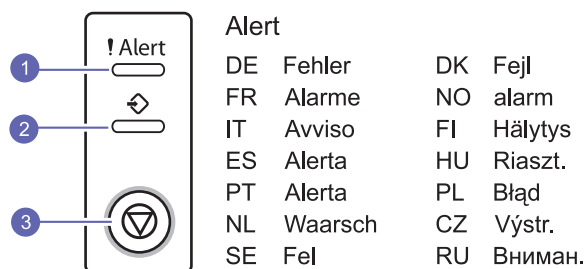 ! Alert
1
2
3
Alert
DE Fehler DK Fejl
FR Alarme NO alarm
IT Avviso FI Hälytys
ES Alerta HU Riaszt.
PT Alerta PL Błąd
NL Waarsch CZ Výstr.
SE Fel RU Вниман.